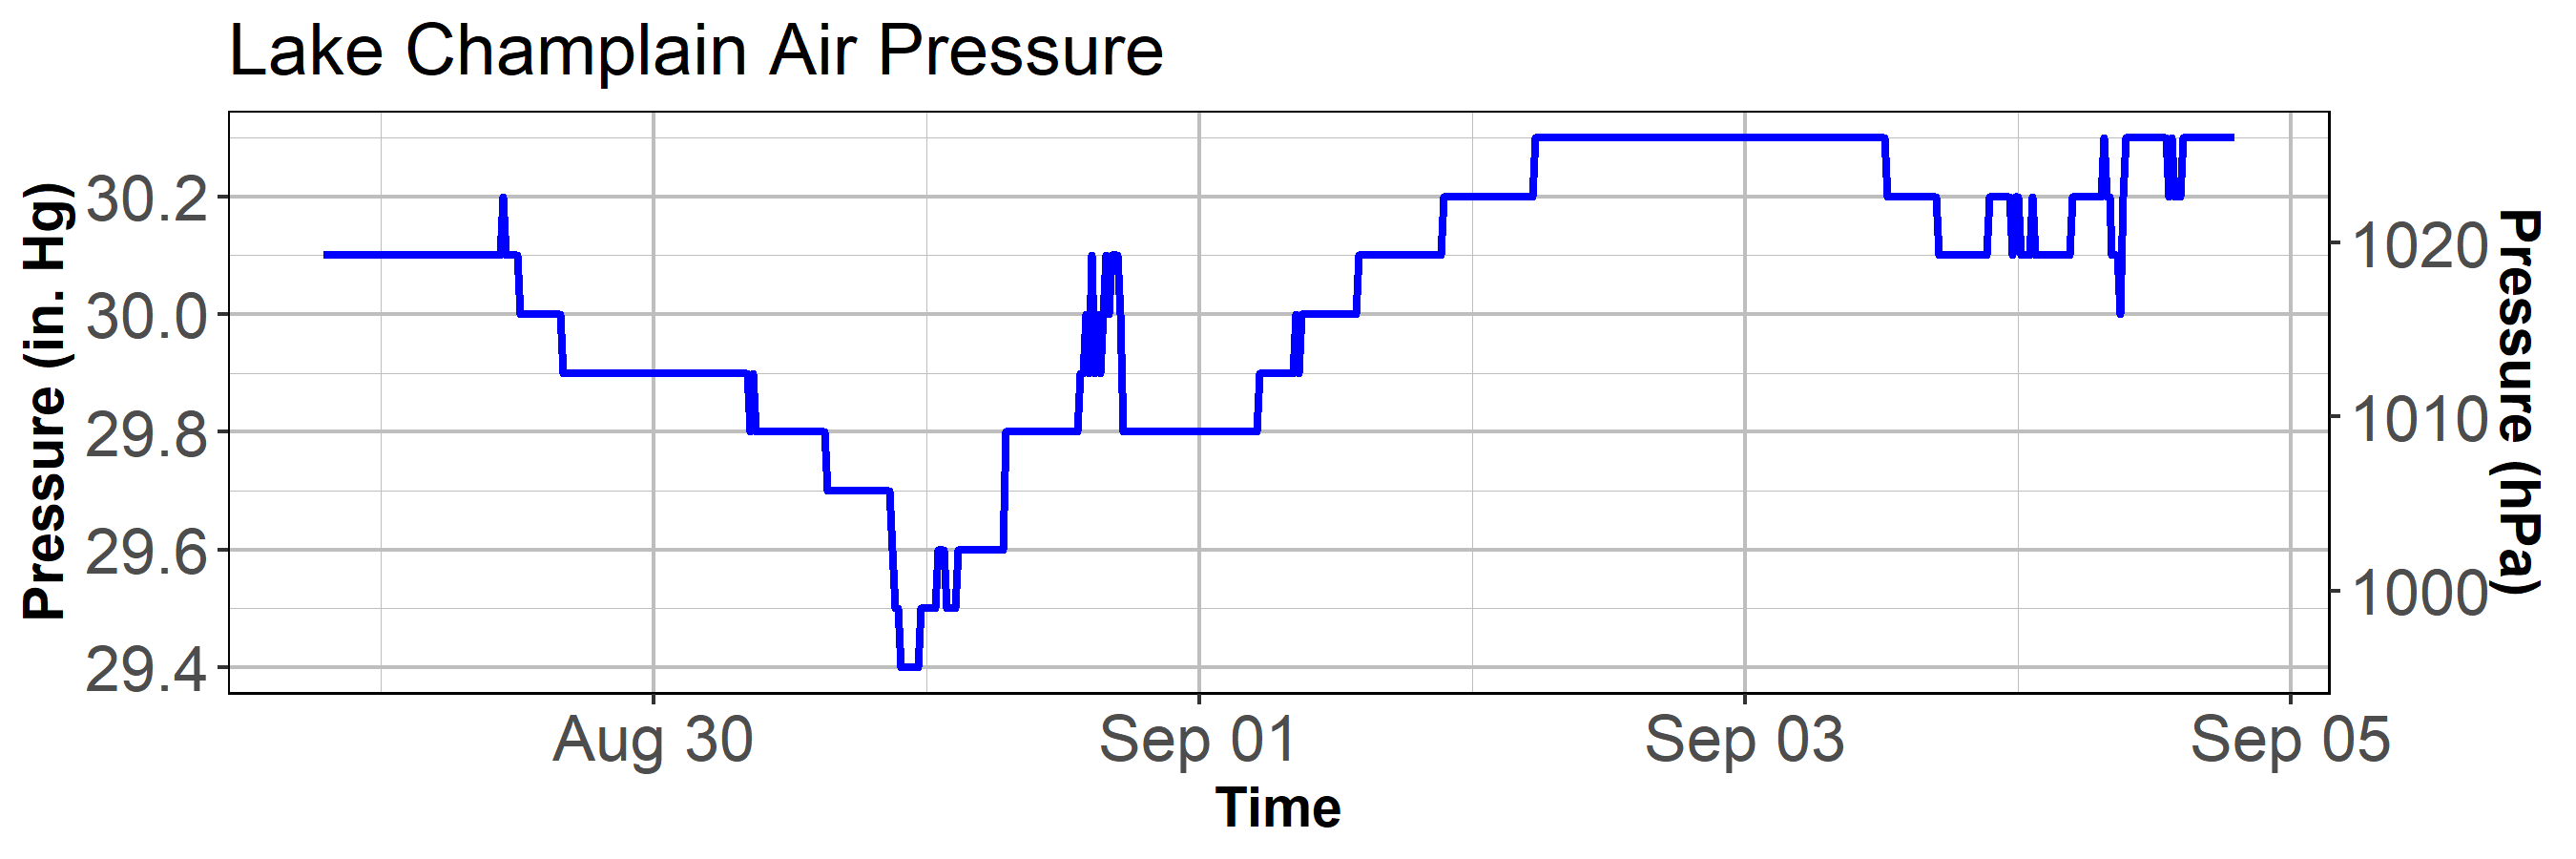 Lake Champlain Air Pressure
Pressure (in. Hg)
30.2
30.0
29.8
29.6
29.4
1020
1010
1000
Pressure (hPa)
Aug 30
Sep 01
Sep 03
Sep 05
Time